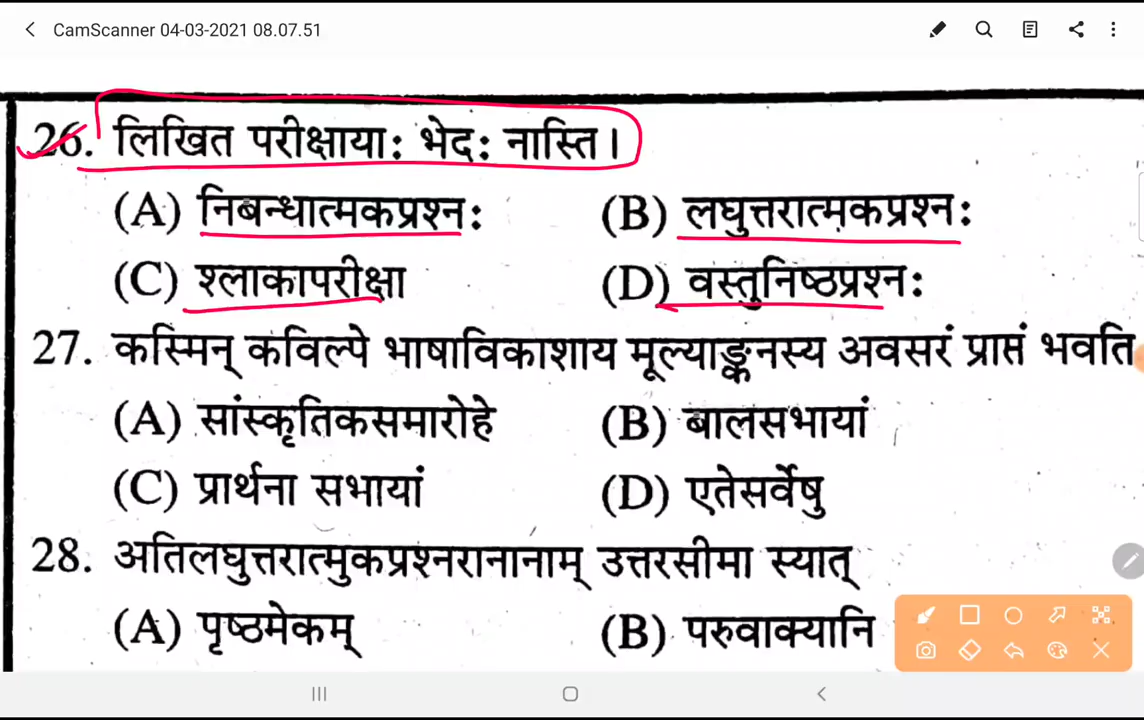 CamScanner 04-03-2021 08.07.51
26. लिखित परीक्षायाः भेदः नास्ति।
(A) निबन्धात्मकप्रश्नः (B) लघुत्तरात्मकप्रश्नः
(C) श्लाकापरीक्षा (D) वस्तुनिष्ठप्रश्नः
27. कस्मिन् कविल्पे भाषाविकाशाय मूल्याङ्कनस्य अवसरं प्राप्तं भवति
(A) सांस्कृतिकसमारोहे (B) बालसभायां
(C) प्रार्थना सभायां (D) एतेसर्वेषु
28. अतिलघुत्तरात्मुकप्रश्नरानानाम् उत्तरसीमा स्यात्
(A) पृष्ठमेकम् (B) परुवाक्यानि